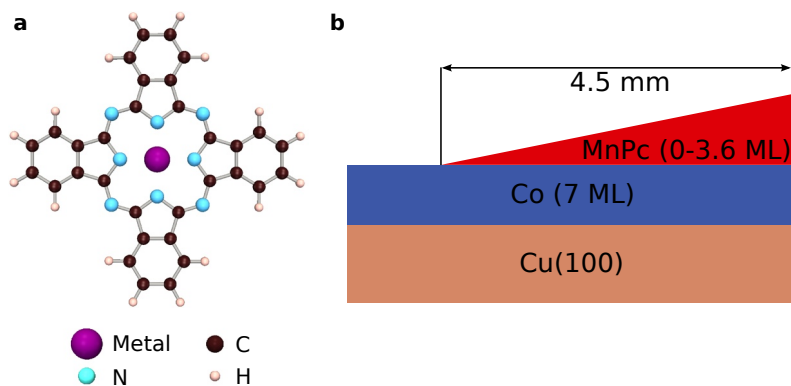 a
Metal
C
N
H
b
4.5 mm
MnPc (0-3.6 ML)
Co (7 ML)
Cu(100)